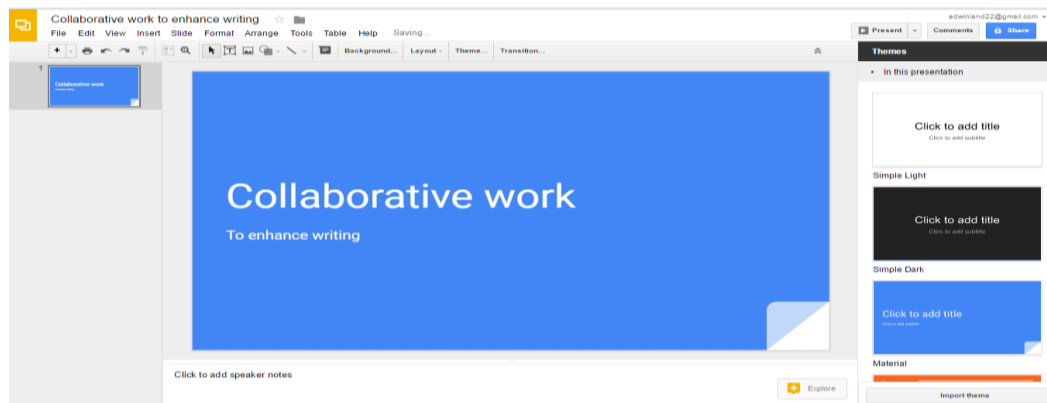 Collaborative work to enhance writing
edwinland22@gmail.com
File Edit View Insert Slide Format Arrange Tools Table Help Saving...
Present Comments Share
Background... Layout Theme... Transition...
Themes
In this presentation
1
Collaborative work
Collaborative work
To enhance writing
Click to add title
Click to add subtitle
Simple Light
Click to add title
Click to add subtitle
Simple Dark
Click to add title
Click to add subtitle
Material
Click to add speaker notes
Explore
Import theme